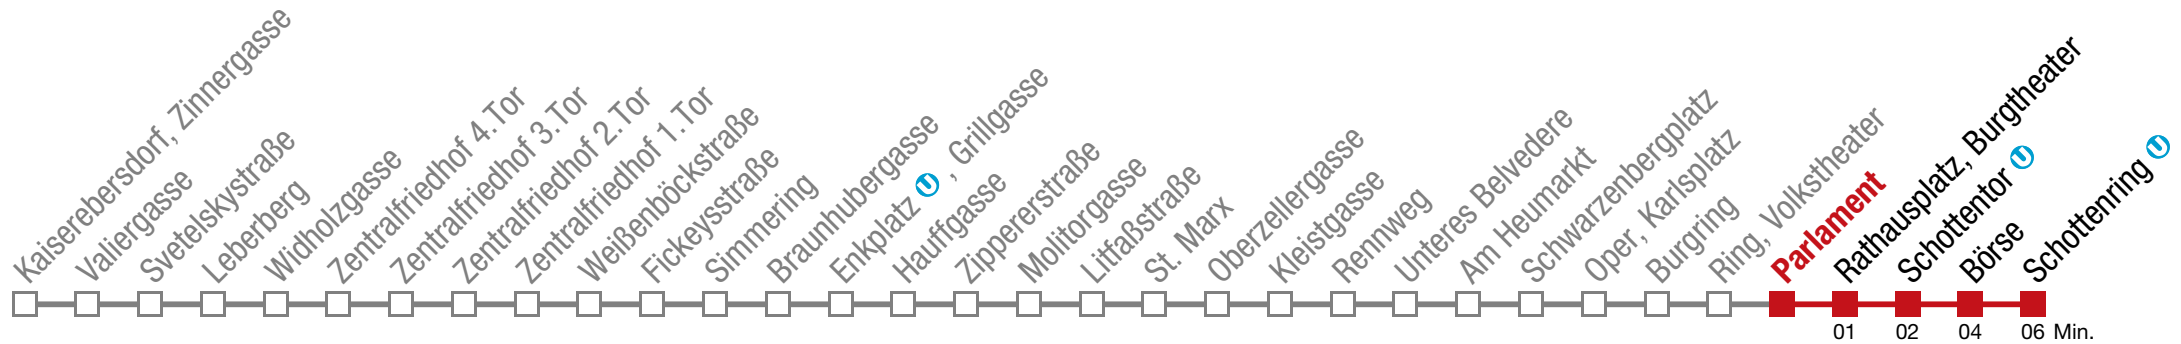 Kaiserebersdorf, Zinnergasse
Valiergasse
Svetelskystraße
Leberberg
Widholzgasse
Zentralfriedhof 4.Tor
Zentralfriedhof 3.Tor
Zentralfriedhof 2.Tor
Zentralfriedhof 1.Tor
Weißenböckstraße
Fickeysstraße
Simmering
Braunhubergasse
Enkplatz U, Grillgasse
Hauffgasse
Zippererstraße
Molitorgasse
Litfaßstraße
St. Marx
Oberzellergasse
Kleistgasse
Rennweg
Unteres Belvedere
Am Heumarkt
Schwarzenbergplatz
Oper, Karlsplatz
Burgring
Ring, Volkstheater
Parlament
Rathausplatz, Burgtheater
Schottentor U
Börse
Schottenring U
01 02 04 06 Min.